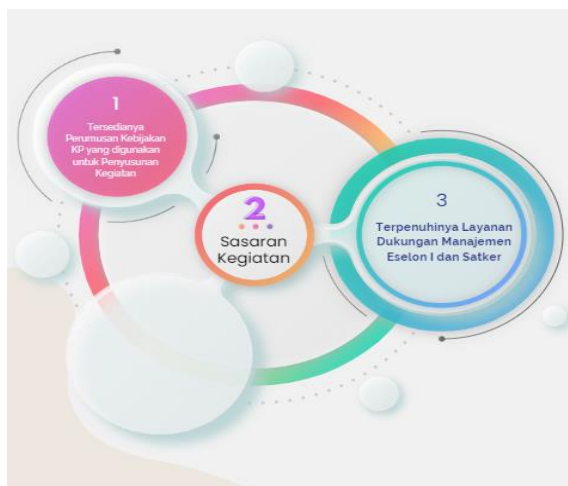 1
Tersedianya
Perumusan Kebijakan
KP yang digunakan
untuk Penyusunan
Kegiatan
2
Sasaran
Kegiatan
3
Terpenuhinya Layanan
Dukungan Manajemen
Eselon I dan Satker